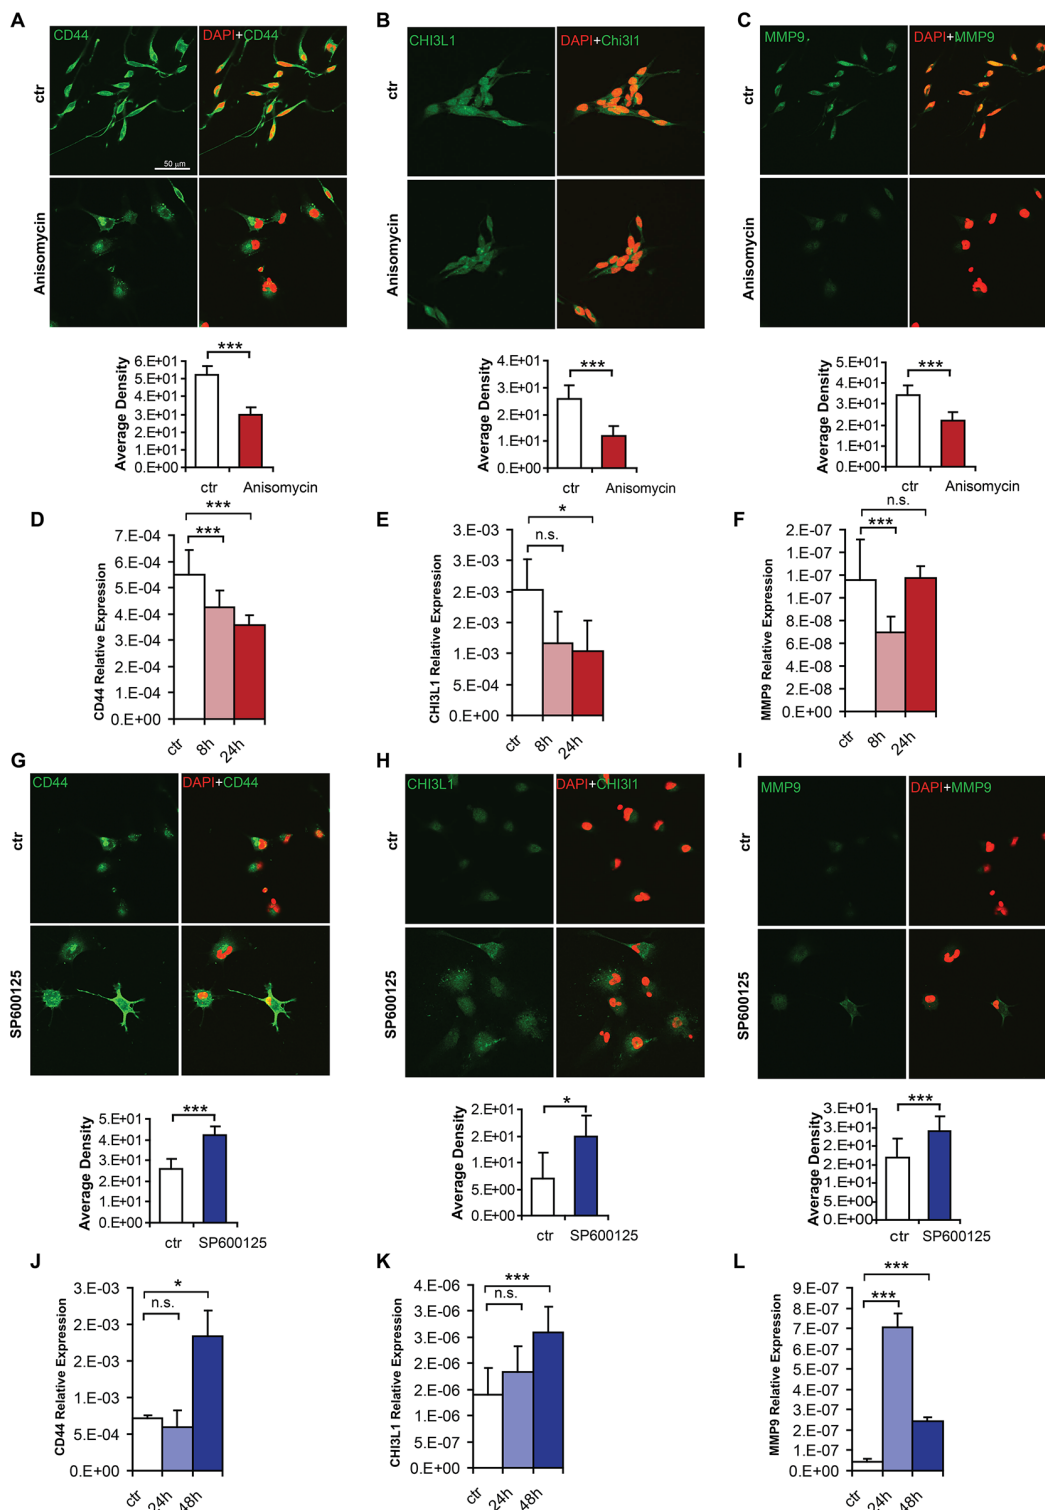 A
CD44
DAPI+CD44
ctr
50 µm
Anisomycin
***
Average Density
6.E+01
5.E+01
4.E+01
3.E+01
2.E+01
1.E+01
0.E+00
ctr
Anisomycin
B
CHI3L1
DAPI+Chi3l1
ctr
Anisomycin
***
Average Density
4.E+01
3.E+01
2.E+01
1.E+01
0.E+00
ctr
Anisomycin
C
MMP9
DAPI+MMP9
ctr
Anisomycin
***
Average Density
5.E+01
4.E+01
3.E+01
2.E+01
1.E+01
0.E+00
ctr
Anisomycin
D
***
***
CD44 Relative Expression
7.E-04
6.E-04
5.E-04
4.E-04
3.E-04
2.E-04
1.E-04
0.E+00
ctr
8h
24h
E
*
n.s.
CHI3L1 Relative Expression
3.E-03
3.E-03
2.E-03
2.E-03
1.E-03
5.E-04
0.E+00
ctr
8h
24h
F
n.s.
***
MMP9 Relative Expression
2.E-07
1.E-07
1.E-07
1.E-07
8.E-08
6.E-08
4.E-08
2.E-08
0.E+00
ctr
8h
24h
G
CD44
DAPI+CD44
ctr
SP600125
***
Average Density
5.E+01
4.E+01
3.E+01
2.E+01
1.E+01
0.E+00
ctr
SP600125
H
CHI3L1
DAPI+CHI3l1
ctr
SP600125
*
Average Density
2.E+01
2.E+01
1.E+01
5.E+00
0.E+00
ctr
SP600125
I
MMP9
DAPI+MMP9
ctr
SP600125
***
Average Density
3.E+01
3.E+01
2.E+01
2.E+01
1.E+01
5.E+00
0.E+00
ctr
SP600125
J
*
n.s.
CD44 Relative Expression
3.E-03
2.E-03
2.E-03
1.E-03
5.E-04
0.E+00
ctr
24h
48h
K
***
n.s.
CHI3L1 Relative Expression
4.E-06
3.E-06
3.E-06
2.E-06
2.E-06
1.E-06
5.E-07
0.E+00
ctr
24h
48h
L
***
***
MMP9 Relative Expression
9.E-07
8.E-07
7.E-07
6.E-07
5.E-07
4.E-07
3.E-07
2.E-07
1.E-07
0.E+00
ctr
24h
48h